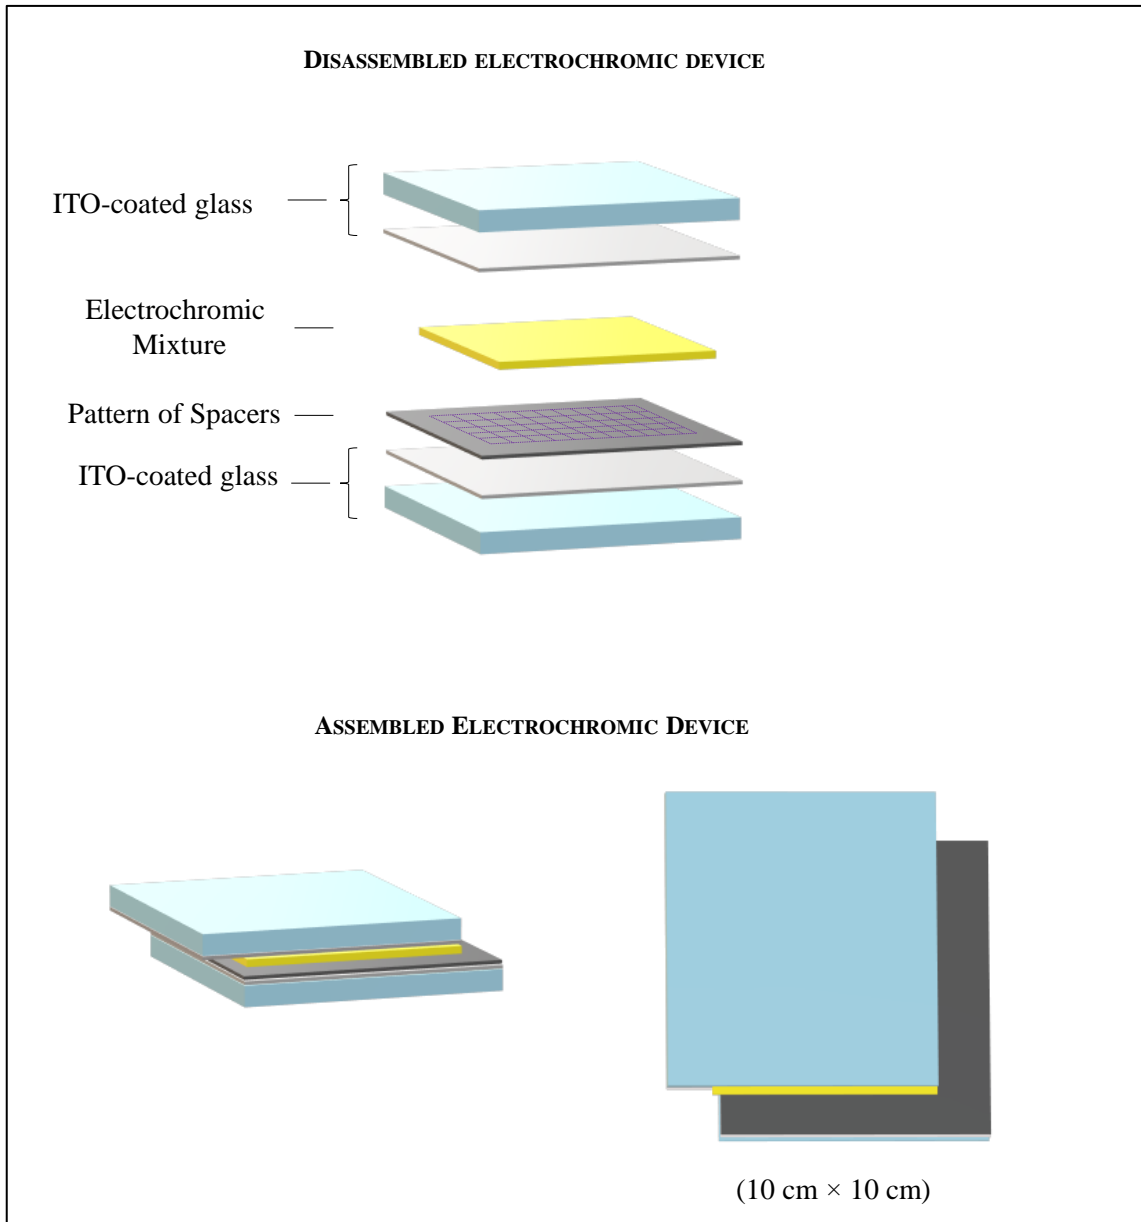 DISASSEMBLED ELECTROCHROMIC DEVICE
ITO-coated glass
Electrochromic
Mixture
Pattern of Spacers
ITO-coated glass
ASSEMBLED ELECTROCHROMIC DEVICE
(10 cm × 10 cm)